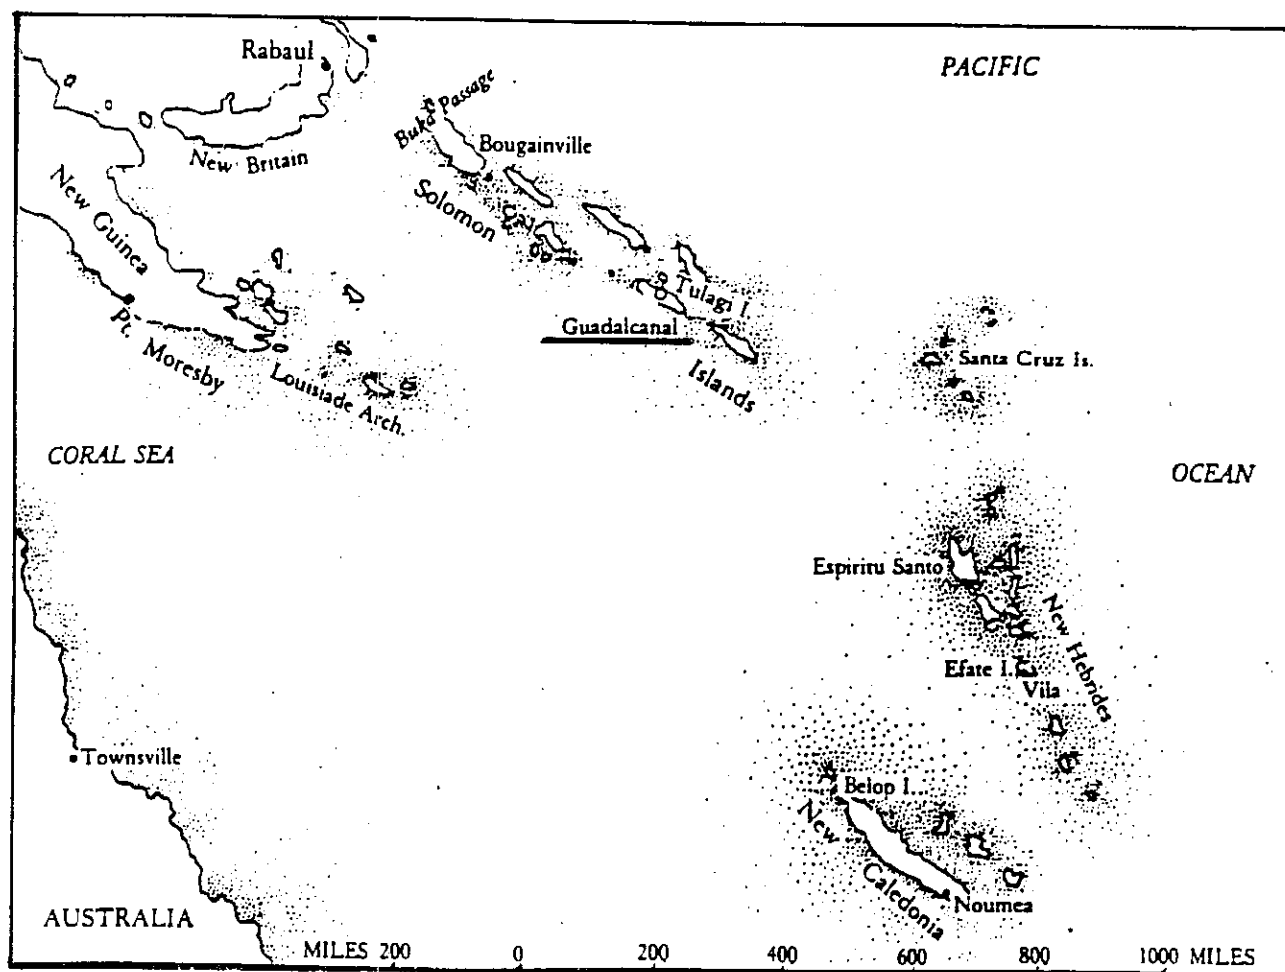 Rabaul
PACIFIC
Buka Passage
Bougainville
New Britain
New Guinea
Solomon
Tulagi I.
Pt. Moresby
Guadalcanal
Louisiade Arch.
Islands
Santa Cruz Is.
CORAL SEA
OCEAN
Espiritu Santo
New Hebrides
Efate I.
Vila
Townsville
Belop I.
New Caledonia
Noumea
AUSTRALIA
MILES 200 0 200 400 600 800 1000 MILES